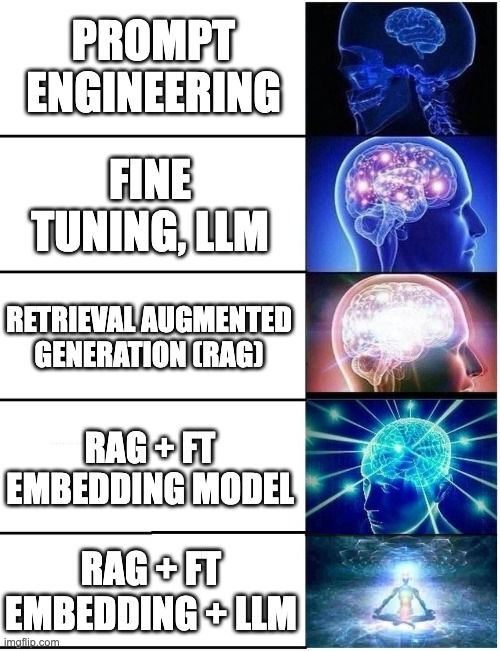 PROMPT
ENGINEERING
FINE
TUNING, LLM
RETRIEVAL AUGMENTED
GENERATION (RAG)
RAG + FT
EMBEDDING MODEL
RAG + FT
EMBEDDING + LLM
imgflip.com